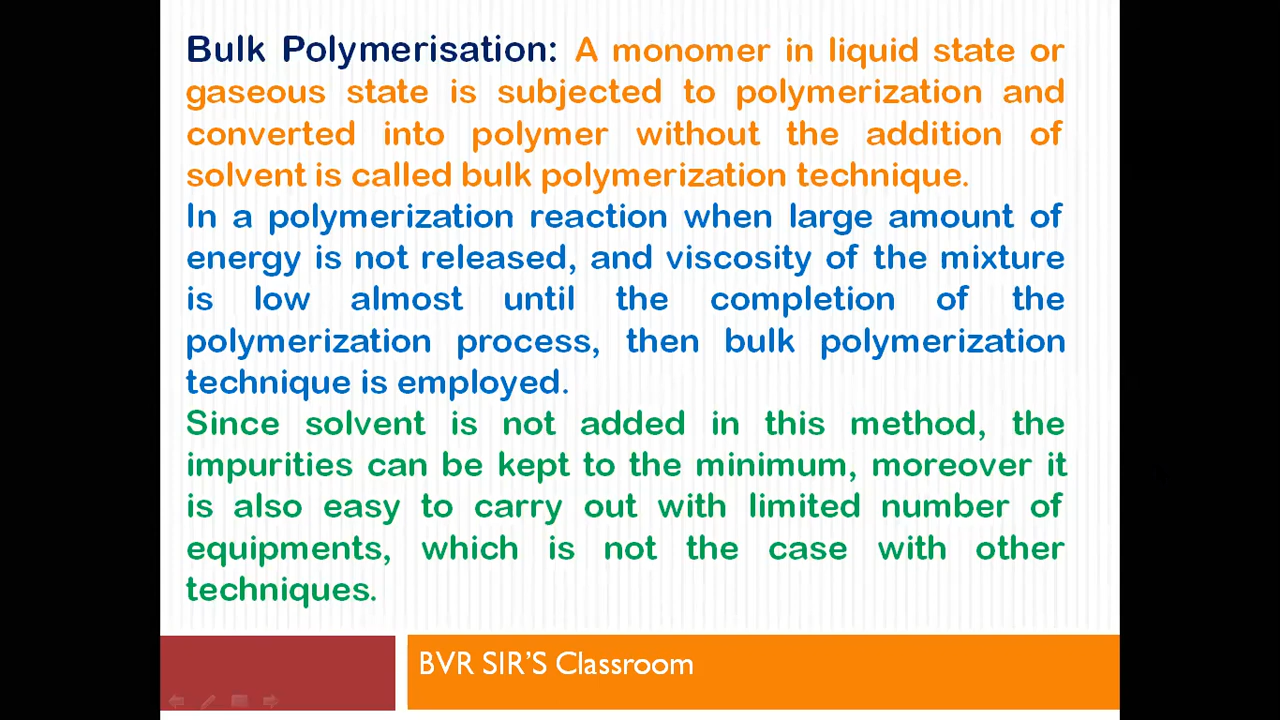 Bulk Polymerisation: A monomer in liquid state or
gaseous state is subjected to polymerization and
converted into polymer without the addition of
solvent is called bulk polymerization technique.
In a polymerization reaction when large amount of
energy is not released, and viscosity of the mixture
is low almost until the completion of the
polymerization process, then bulk polymerization
technique is employed.
Since solvent is not added in this method, the
impurities can be kept to the minimum, moreover it
is also easy to carry out with limited number of
equipments, which is not the case with other
techniques.
BVR SIR'S Classroom